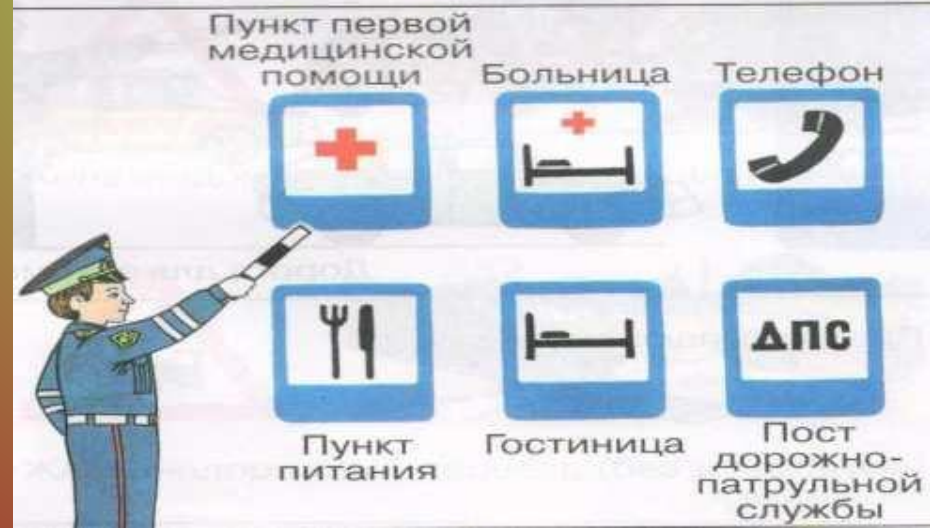 Пункт первой
медицинской
помощи
Больница
Телефон
ДПС
Пункт
питания
Гостиница
Пост
дорожно-
патрульной
службы